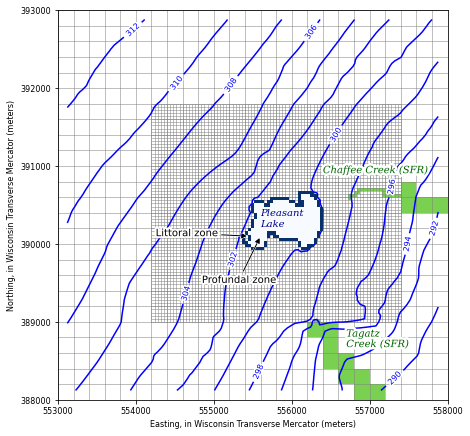 393000
392000
391000
390000
389000
388000
Northing, in Wisconsin Transverse Mercator (meters)
312
310
308
306
300
296
294
292
304
302
298
290
Chaffee Creek (SFR)
Pleasant
Lake
Littoral zone
Profundal zone
Tagatz
Creek (SFR)
553000 554000 555000 556000 557000 558000
Easting, in Wisconsin Transverse Mercator (meters)